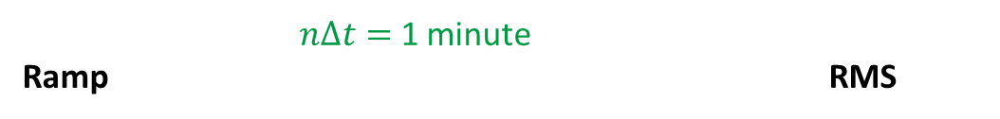 nΔt = 1 minute
Ramp
RMS